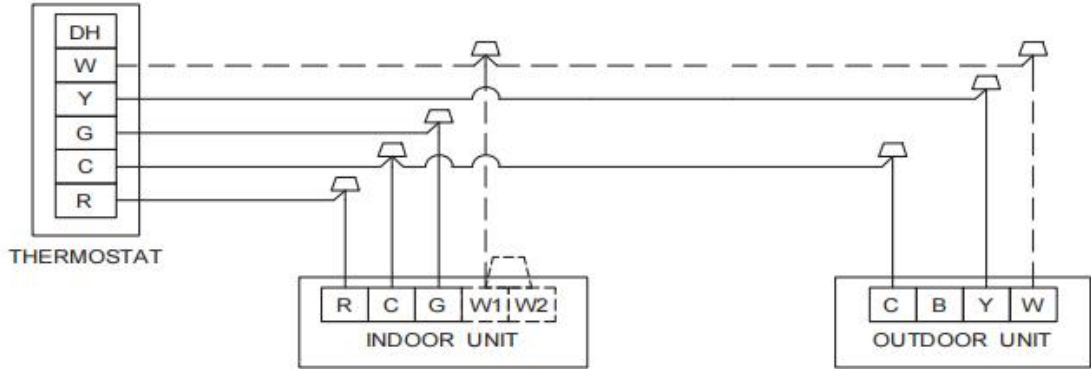 DH
W
Y
G
C
R
THERMOSTAT
R C G W1 W2
INDOOR UNIT
C B Y W
OUTDOOR UNIT